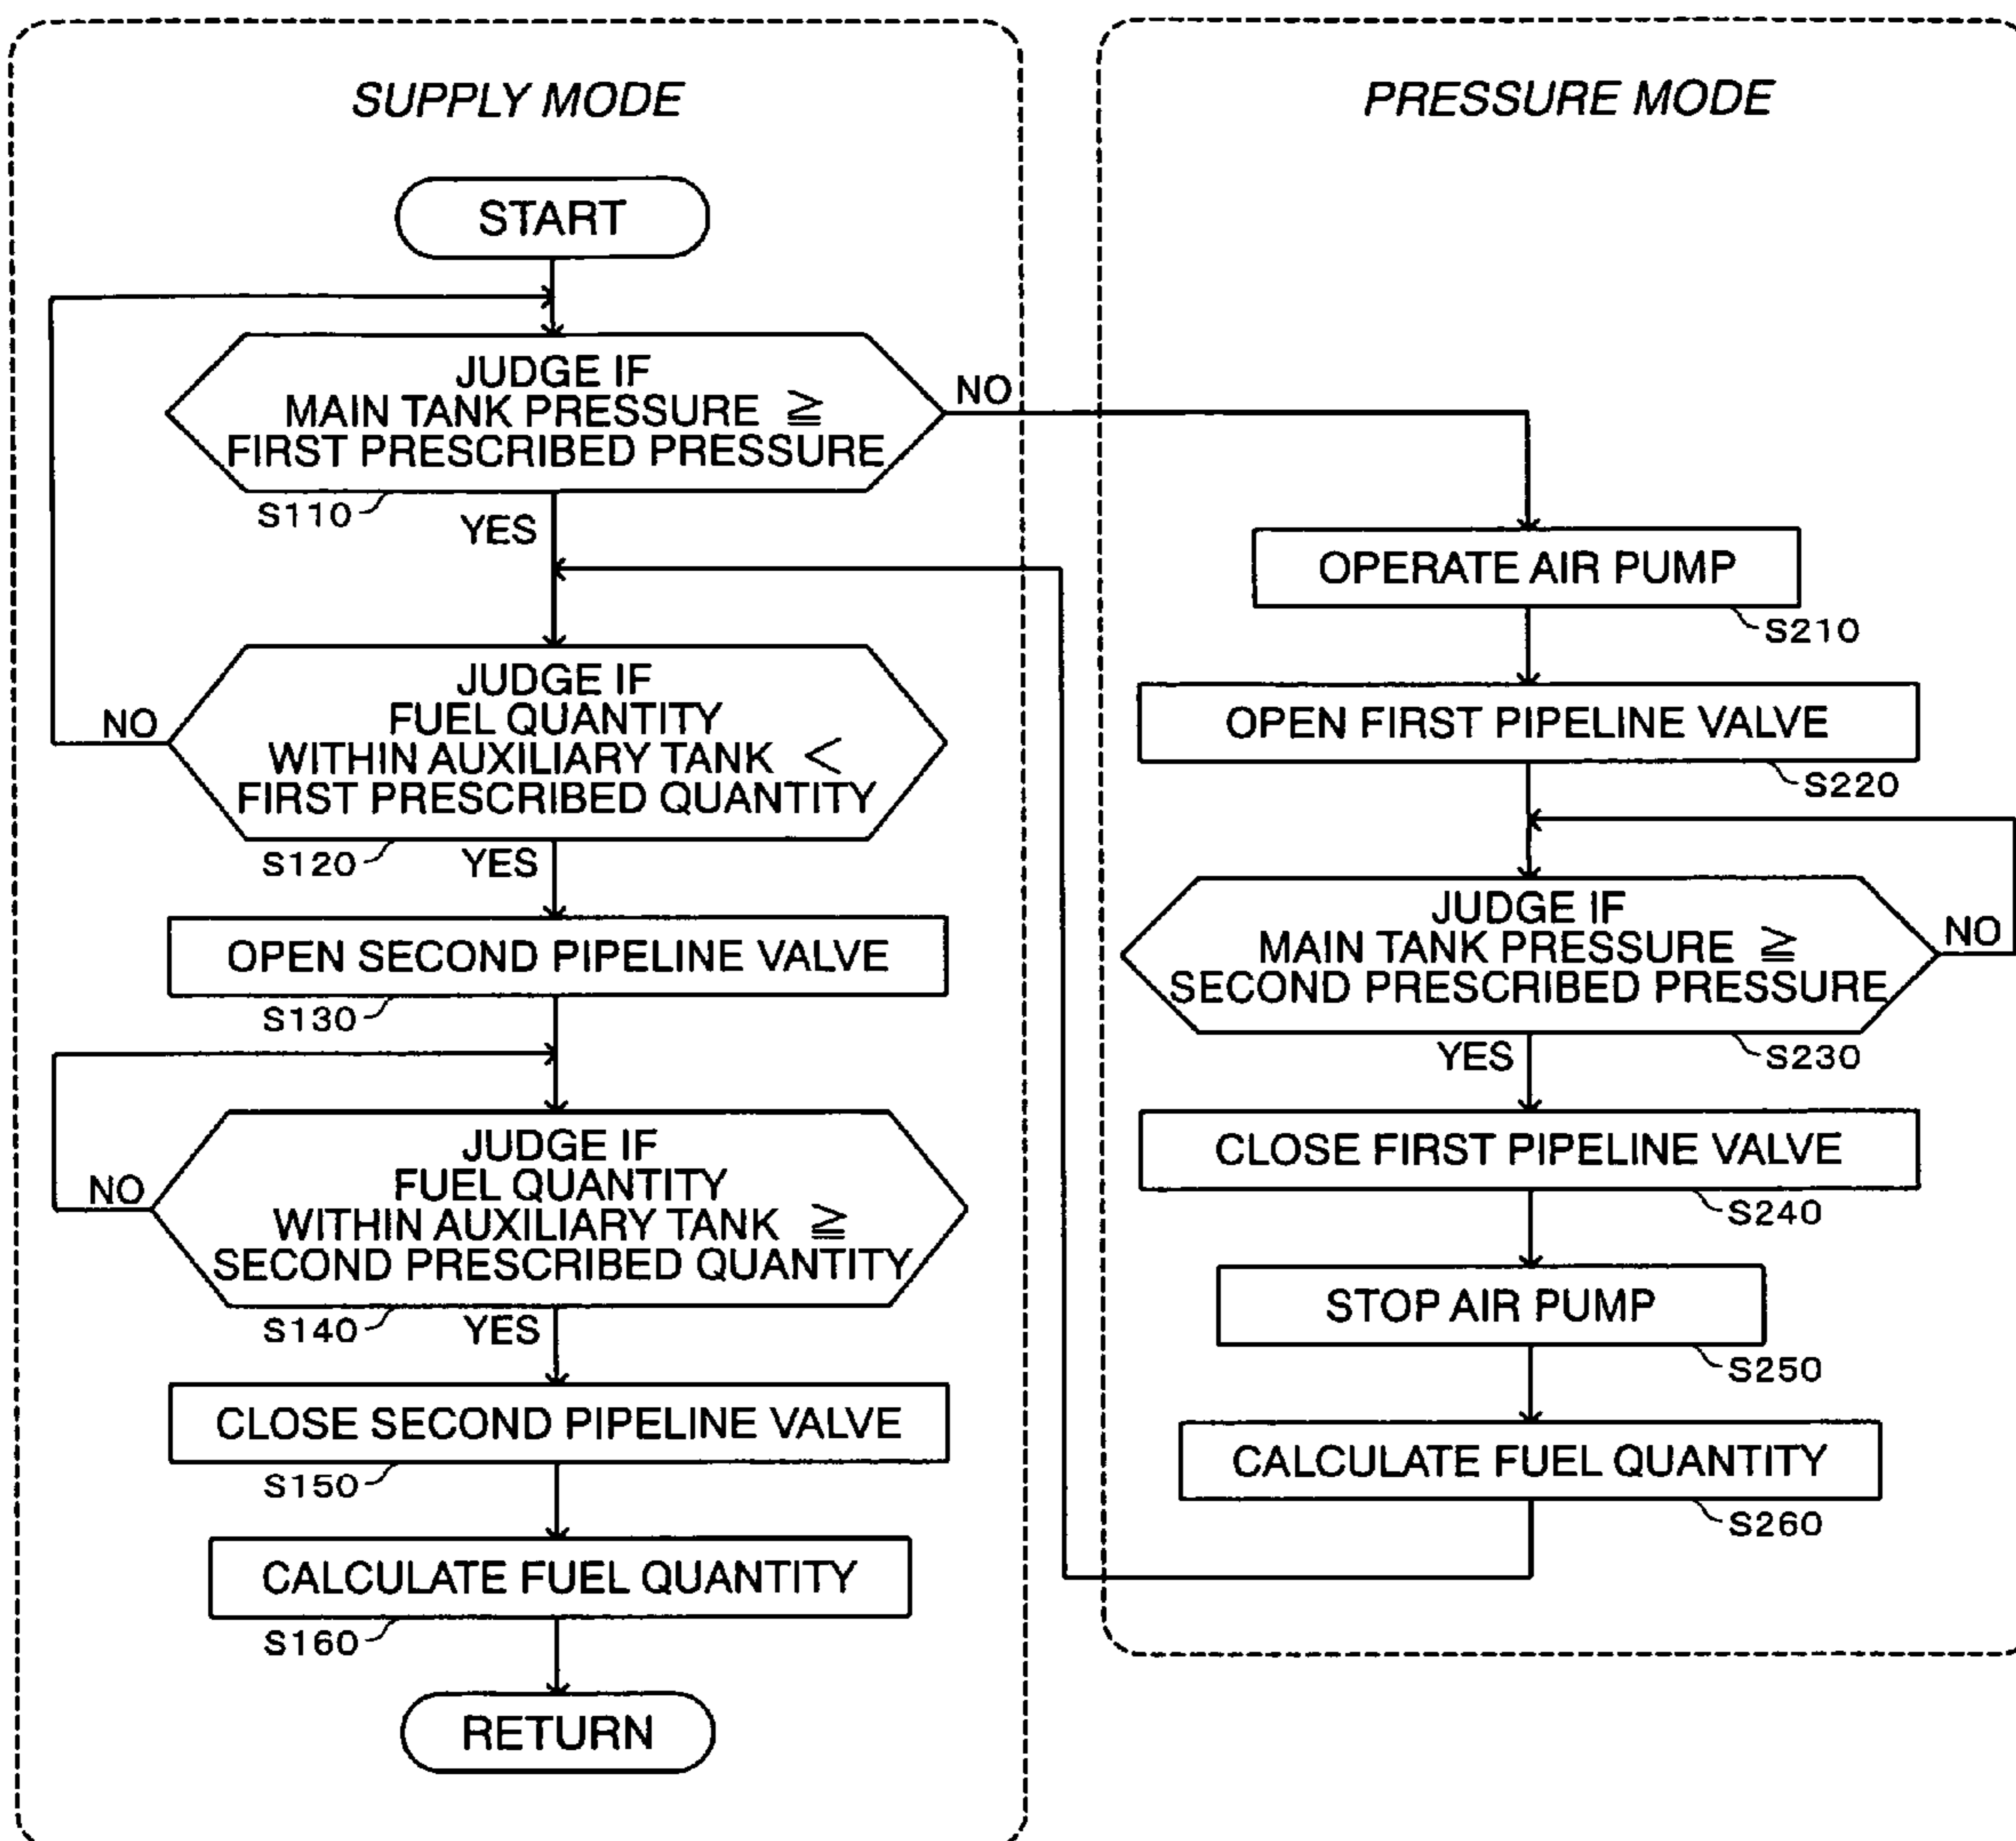 SUPPLY MODE
START
JUDGE IF
MAIN TANK PRESSURE ≧
FIRST PRESCRIBED PRESSURE
NO
S110
YES
JUDGE IF
FUEL QUANTITY
WITHIN AUXILIARY TANK <
FIRST PRESCRIBED QUANTITY
NO
S120
YES
OPEN SECOND PIPELINE VALVE
S130
JUDGE IF
FUEL QUANTITY
WITHIN AUXILIARY TANK ≧
SECOND PRESCRIBED QUANTITY
NO
S140
YES
CLOSE SECOND PIPELINE VALVE
S150
CALCULATE FUEL QUANTITY
S160
RETURN
PRESSURE MODE
OPERATE AIR PUMP
S210
OPEN FIRST PIPELINE VALVE
S220
JUDGE IF
MAIN TANK PRESSURE ≧
SECOND PRESCRIBED PRESSURE
NO
YES
S230
CLOSE FIRST PIPELINE VALVE
S240
STOP AIR PUMP
S250
CALCULATE FUEL QUANTITY
S260